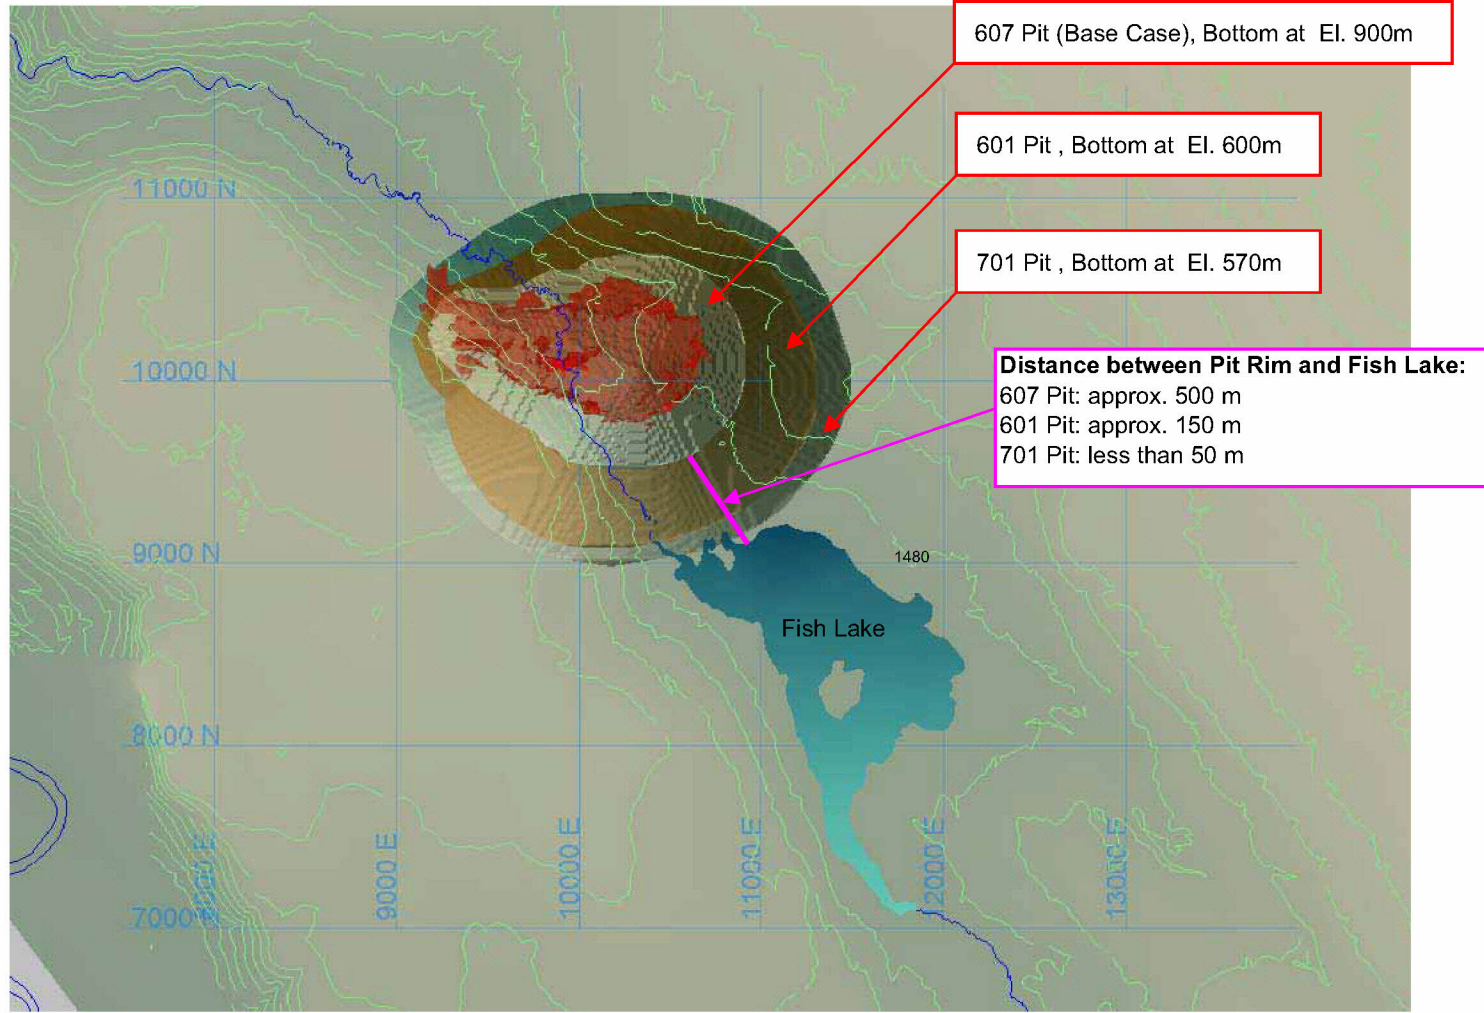 607 Pit (Base Case), Bottom at El. 900m
601 Pit , Bottom at El. 600m
701 Pit , Bottom at El. 570m
11000 N
10000 N
Distance between Pit Rim and Fish Lake:
607 Pit: approx. 500 m
601 Pit: approx. 150 m
701 Pit: less than 50 m
9000 N
1480
Fish Lake
8000 N
7000 N
9000 E
10000 E
11000 E
12000 E
13000 E